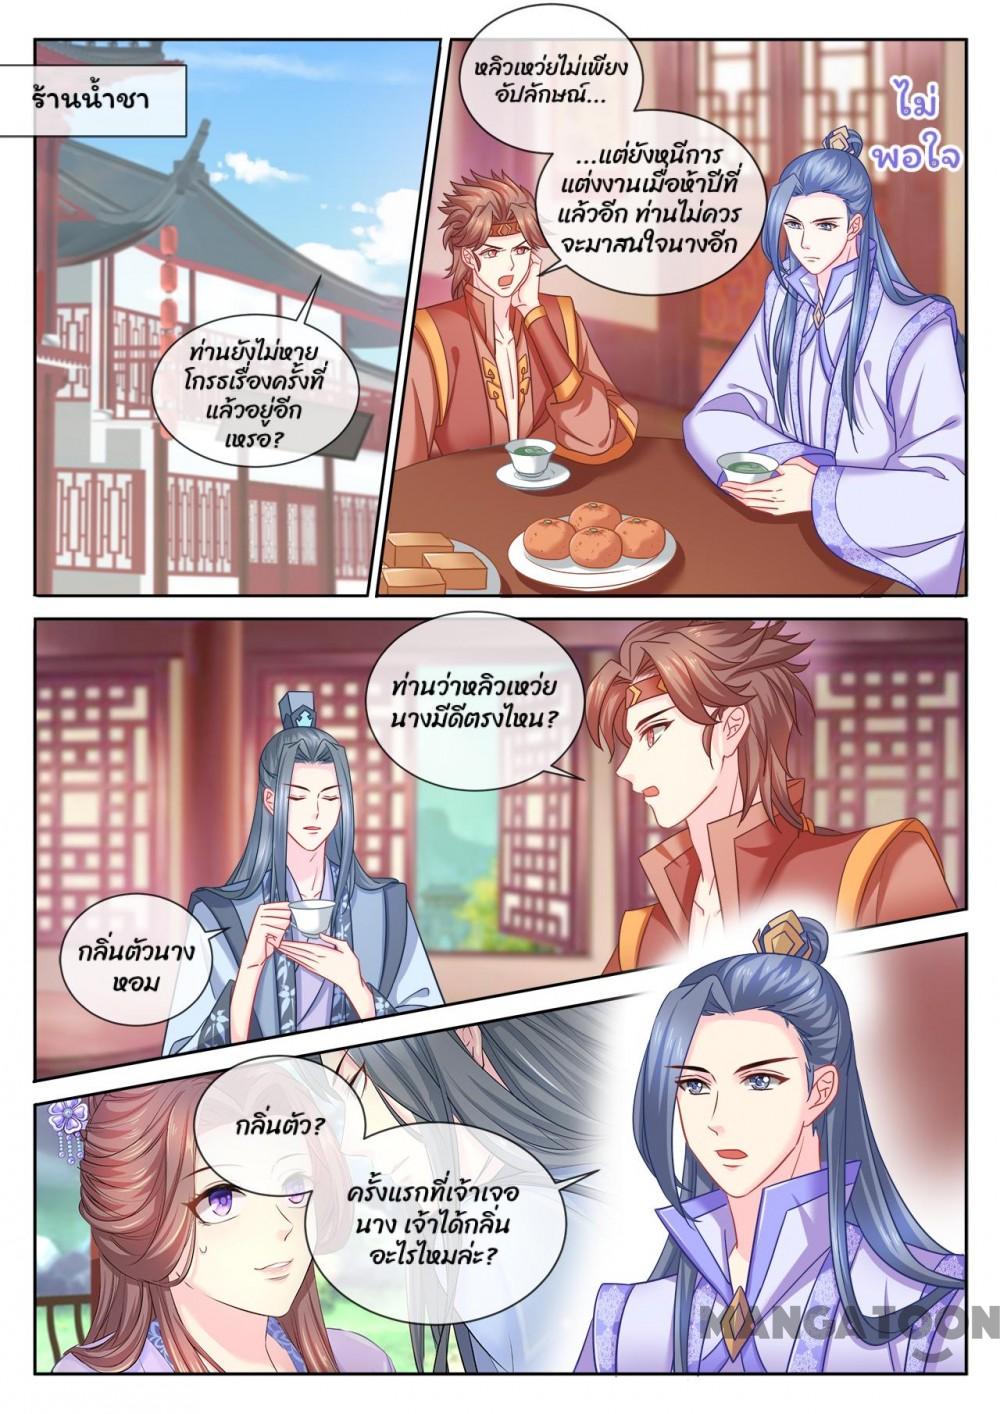 ร้านน้ำชา
ท่านยังไม่หาย
โกรธเรื่องครั้งที่
แล้วอยู่อีก
เหรอ?
หลิวเหว่ยไม่เพียง
อัปลักษณ์...
...แต่ยังหนีการ
แต่งงานเมื่อห้าปีที่
แล้วอีก ท่านไม่ควร
จะมาสนใจนางอีก
ไม่
พอใจ
ท่านว่าหลิวเหว่ย
นางมีดีตรงไหน?
กลิ่นตัวนาง
หอม
กลิ่นตัว?
ครั้งแรกที่เจ้าเจอ
นาง เจ้าได้กลิ่น
อะไรไหมล่ะ?
MANGATOON